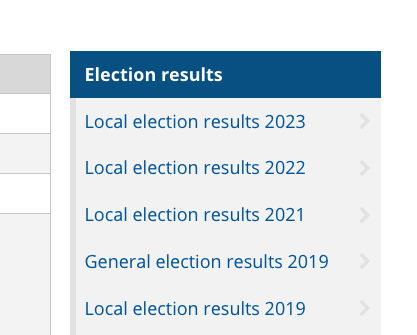 Election results
Local election results 2023
Local election results 2022
Local election results 2021
General election results 2019
Local election results 2019